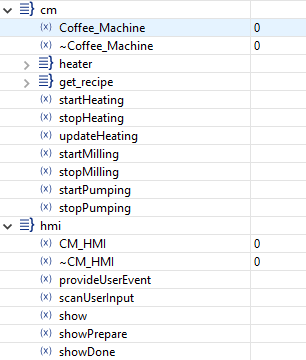 cm
(x) Coffee_Machine 0
(x) ~Coffee_Machine 0
heater
get_recipe
(x) startHeating
(x) stopHeating
(x) updateHeating
(x) startMilling
(x) stopMilling
(x) startPumping
(x) stopPumping
hmi
(x) CM_HMI 0
(x) ~CM_HMI 0
(x) provideUserEvent
(x) scanUserInput
(x) show
(x) showPrepare
(x) showDone